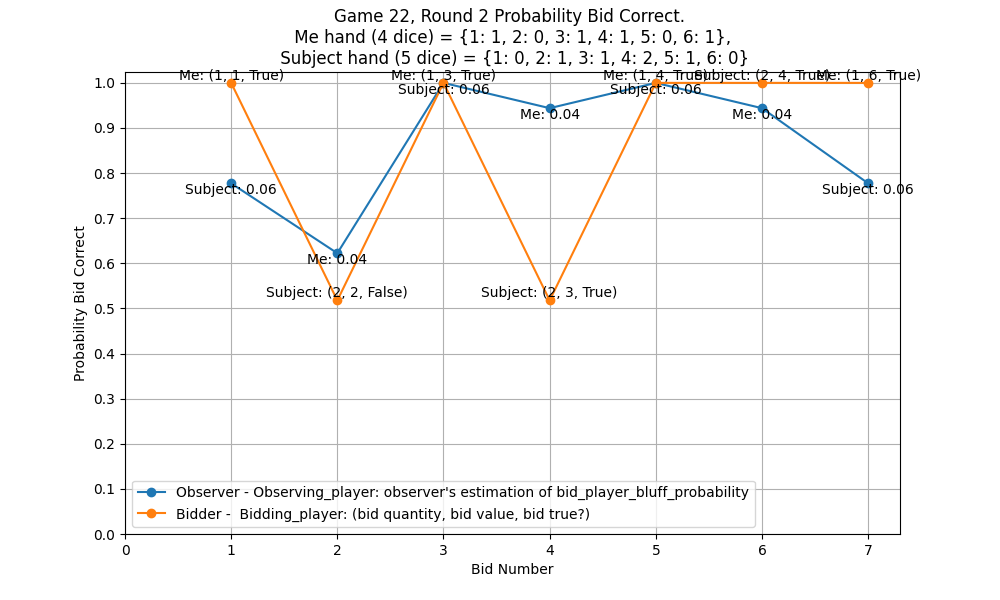 Game 22, Round 2 Probability Bid Correct.
Me hand (4 dice) = {1: 1, 2: 0, 3: 1, 4: 1, 5: 0, 6: 1},
Subject hand (5 dice) = {1: 0, 2: 1, 3: 1, 4: 2, 5: 1, 6: 0}
Me: (1, 1, True)
Me: (1, 3, True)
Me: (1, 4, True)
Subject: (2, 4, True)
Me: (1, 6, True)
Subject: 0.06
Subject: 0.06
Me: 0.04
Me: 0.04
Subject: 0.06
Subject: 0.06
Me: 0.04
Subject: (2, 2, False)
Subject: (2, 3, True)
1.0
0.9
0.8
0.7
0.6
0.5
0.4
0.3
0.2
0.1
0.0
Probability Bid Correct
Observer - Observing_player: observer's estimation of bid_player_bluff_probability
Bidder -  Bidding_player: (bid quantity, bid value, bid true?)
0 1 2 3 4 5 6 7
Bid Number